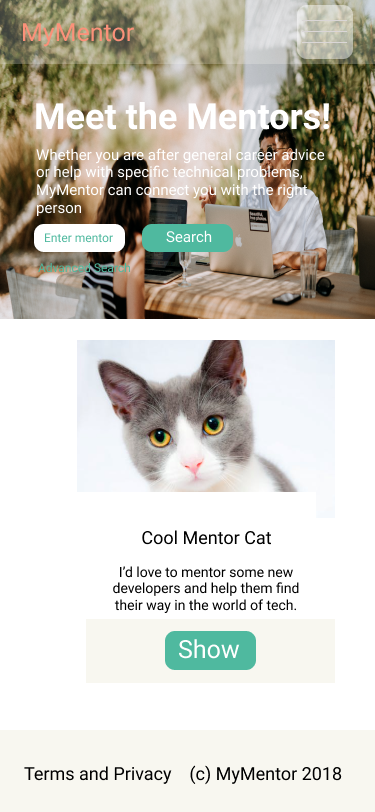 MyMentor
Meet the Mentors!
Whether you are after general career advice
or help with specific technical problems,
MyMentor can connect you with the right
person
Enter mentor
Search
Advanced Search
Cool Mentor Cat
I'd love to mentor some new
developers and help them find
their way in the world of tech.
Show
Terms and Privacy (c) MyMentor 2018